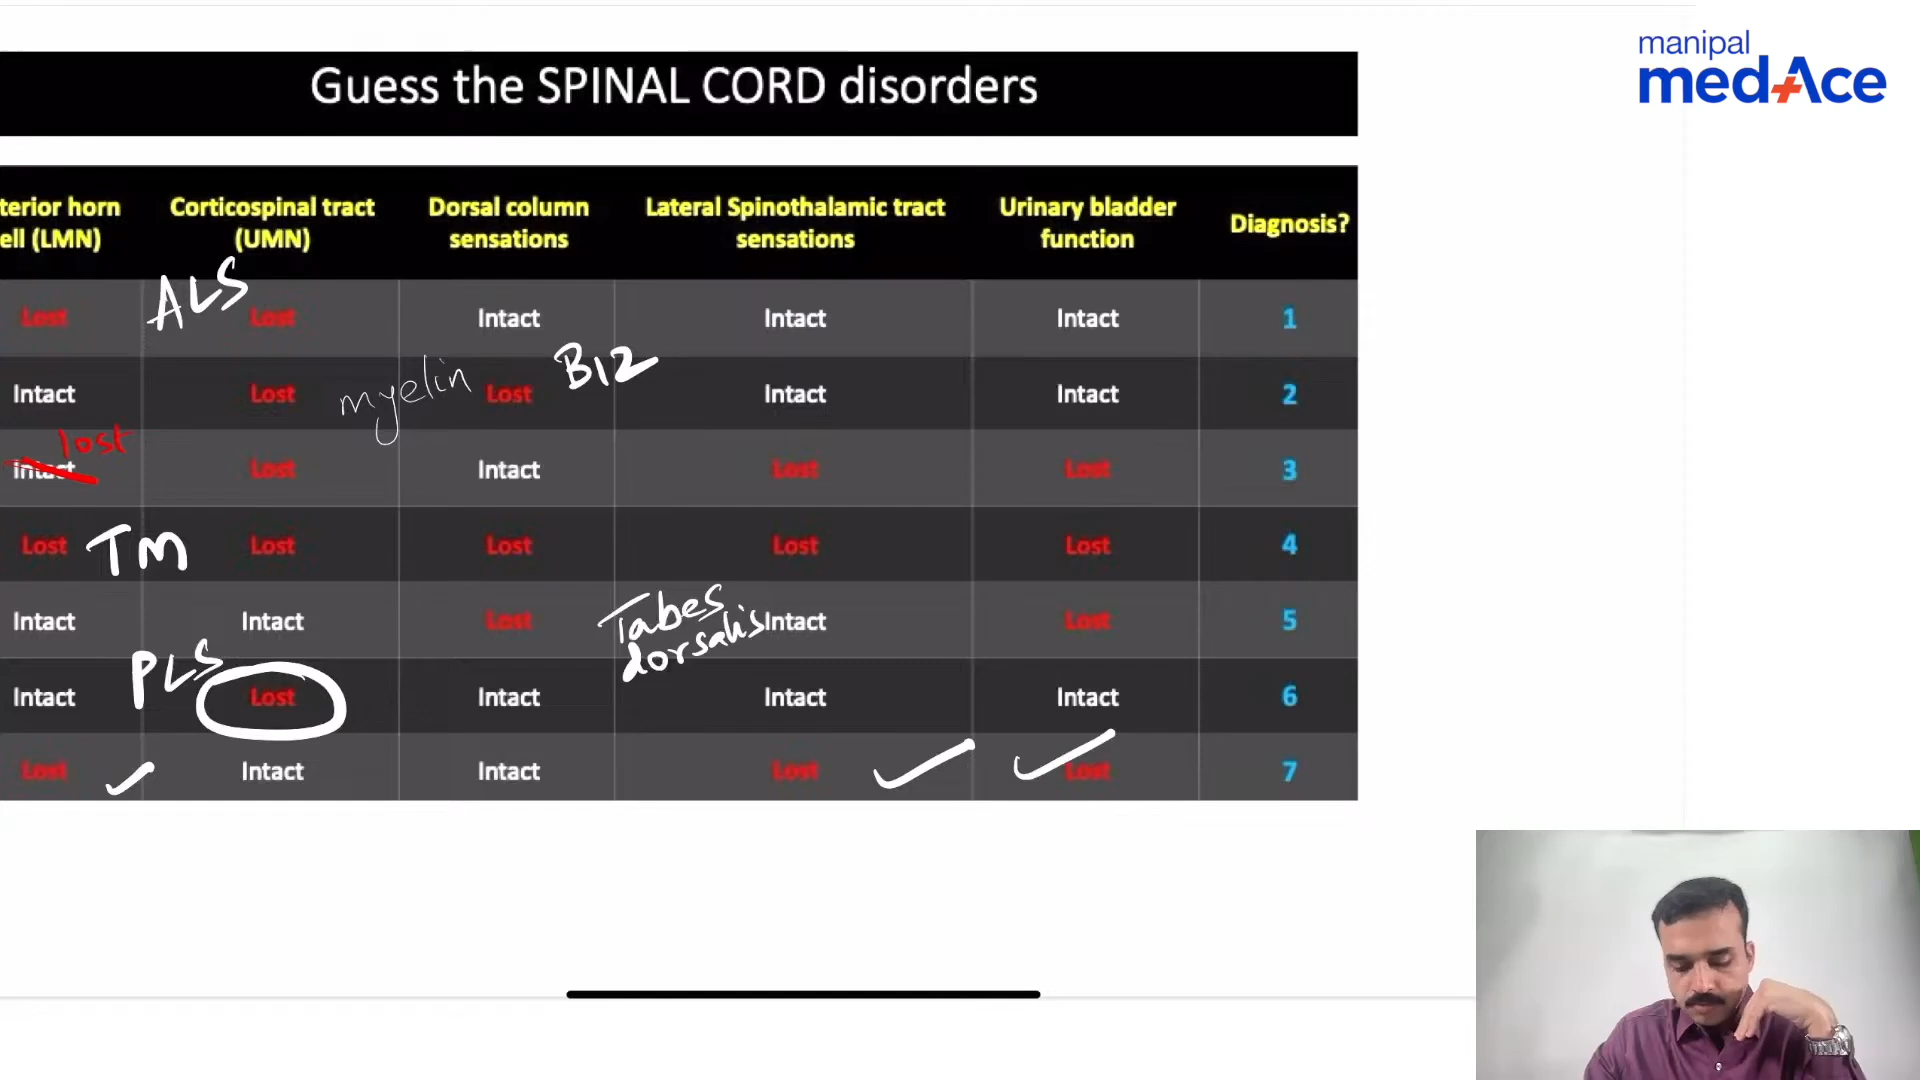 manipal
medAce
Guess the SPINAL CORD disorders
terior horn
ell (LMN)
Corticospinal tract
(UMN)
Dorsal column
sensations
Lateral Spinothalamic tract
sensations
Urinary bladder
function
Diagnosis?
Lost ALS Lost Intact Intact Intact 1
Intact Lost myelin Lost B12 Intact Intact 2
lost
Intact Lost Intact Lost Lost 3
Lost TM Lost Lost Lost Lost 4
Intact Intact Lost Tabes dorsalis Intact Lost 5
Intact PLS Lost Intact Intact Intact 6
Lost Intact Intact Lost Lost 7